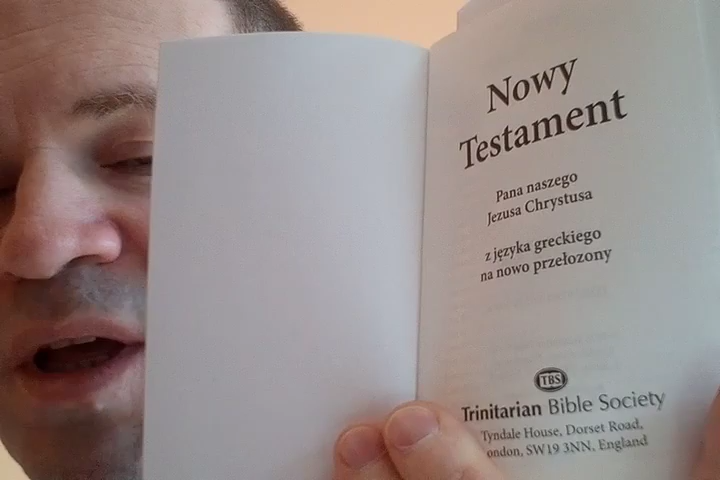 Nowy
Testament
Pana naszego
Jezusa Chrystusa
z języka greckiego
na nowo przełozony
TBS
Trinitarian Bible Society
Tyndale House, Dorset Road,
ondon, SW19 3NN, England